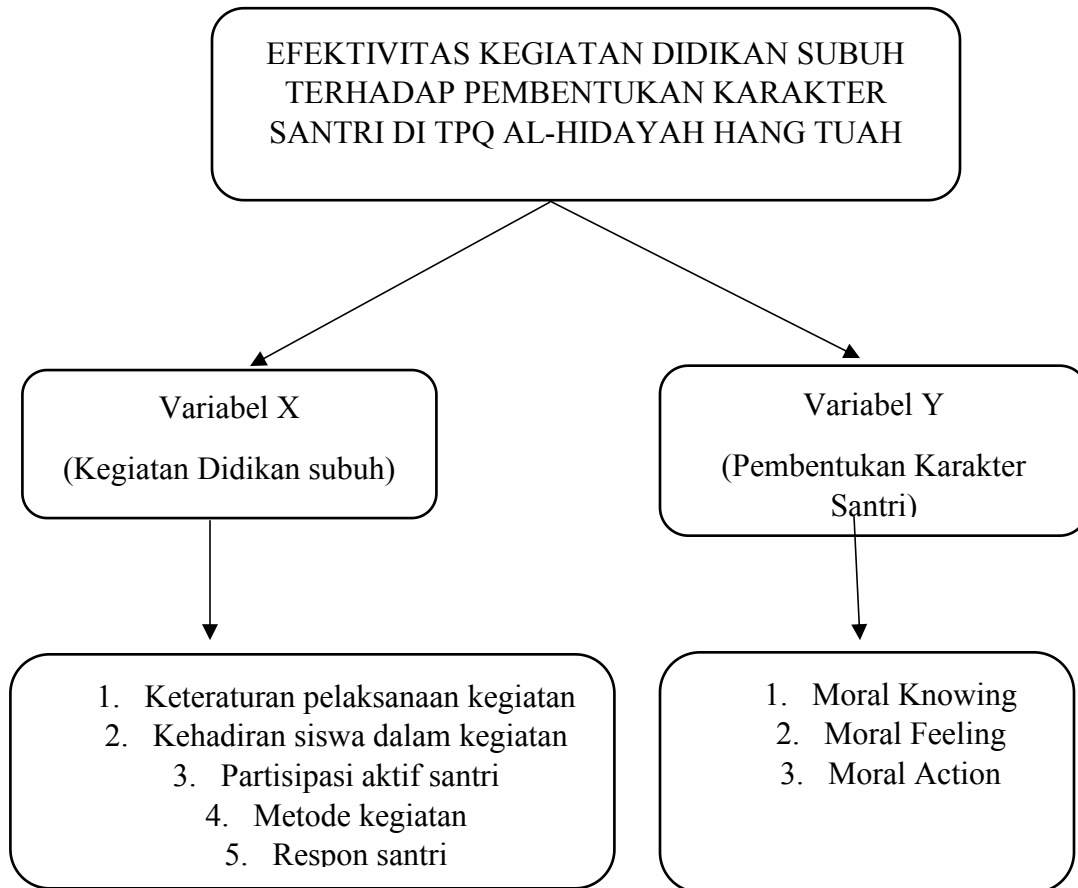 EFEKTIVITAS KEGIATAN DIDIKAN SUBUH
TERHADAP PEMBENTUKAN KARAKTER
SANTRI DI TPQ AL-HIDAYAH HANG TUAH
Variabel X
(Kegiatan Didikan subuh)
Variabel Y
(Pembentukan Karakter
Santri)
1. Keteraturan pelaksanaan kegiatan
2. Kehadiran siswa dalam kegiatan
3. Partisipasi aktif santri
4. Metode kegiatan
5. Respon santri
1. Moral Knowing
2. Moral Feeling
3. Moral Action